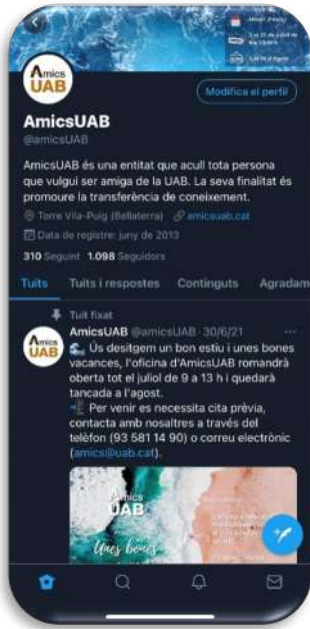 Amics
UAB
Modifica el perfil
AmicsUAB
@amicsUAB
AmicsUAB és una entitat que acull tota persona
que vulgui ser amiga de la UAB. La seva finalitat és
promoure la transferència de coneixement.
Torre Vila-Puig (Bellaterra) amicsuab.cat
Data de registre: juny de 2013
310 Seguint 1.098 Seguidors
Tuits Tuits i respostes Continguts Agradam
Tuit fixat
AmicsUAB @amicsUAB · 30/6/21 ···
Amics
UAB
Us desitgem un bon estiu i unes bones
vacances, l'oficina d'AmicsUAB romandrà
oberta tot el juliol de 9 a 13 h i quedarà
tancada a l'agost.
Per venir es necessita cita prèvia,
contacta amb nosaltres a través del
telèfon (93 581 14 90) o correu electrònic
(amics@uab.cat).
Amics
UAB
Unes bones